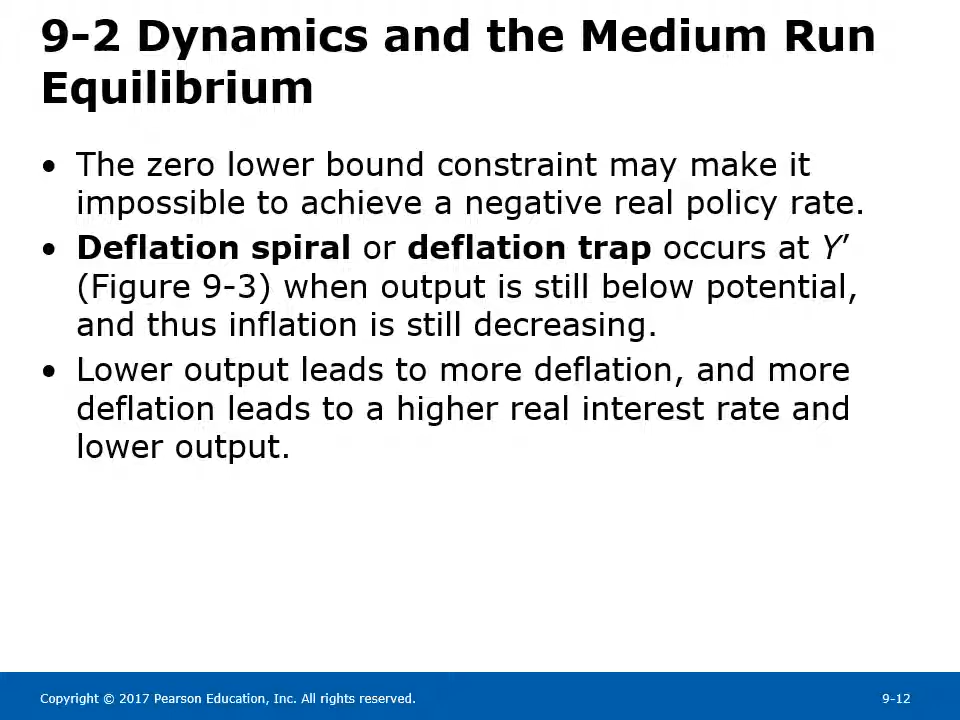 9-2 Dynamics and the Medium Run
Equilibrium
• The zero lower bound constraint may make it
impossible to achieve a negative real policy rate.
• Deflation spiral or deflation trap occurs at Y’
(Figure 9-3) when output is still below potential,
and thus inflation is still decreasing.
• Lower output leads to more deflation, and more
deflation leads to a higher real interest rate and
lower output.
Copyright © 2017 Pearson Education, Inc. All rights reserved.
9-12